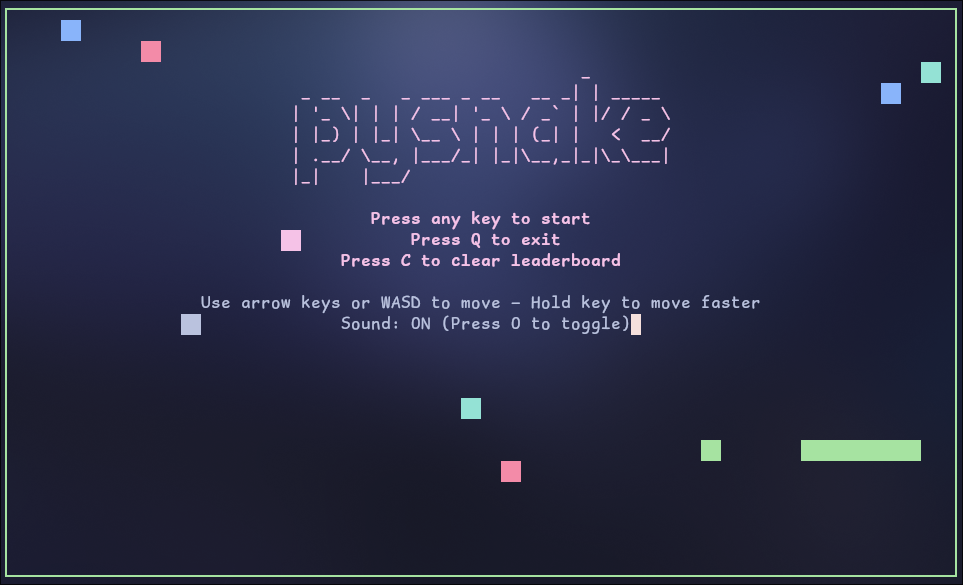 pysnake
Press any key to start
Press Q to exit
Press C to clear leaderboard
Use arrow keys or WASD to move – Hold key to move faster
Sound: ON (Press O to toggle)